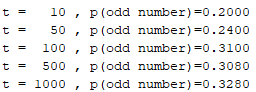 t =   10 , p(odd number)=0.2000
t =   50 , p(odd number)=0.2400
t =  100 , p(odd number)=0.3100
t =  500 , p(odd number)=0.3080
t = 1000 , p(odd number)=0.3280